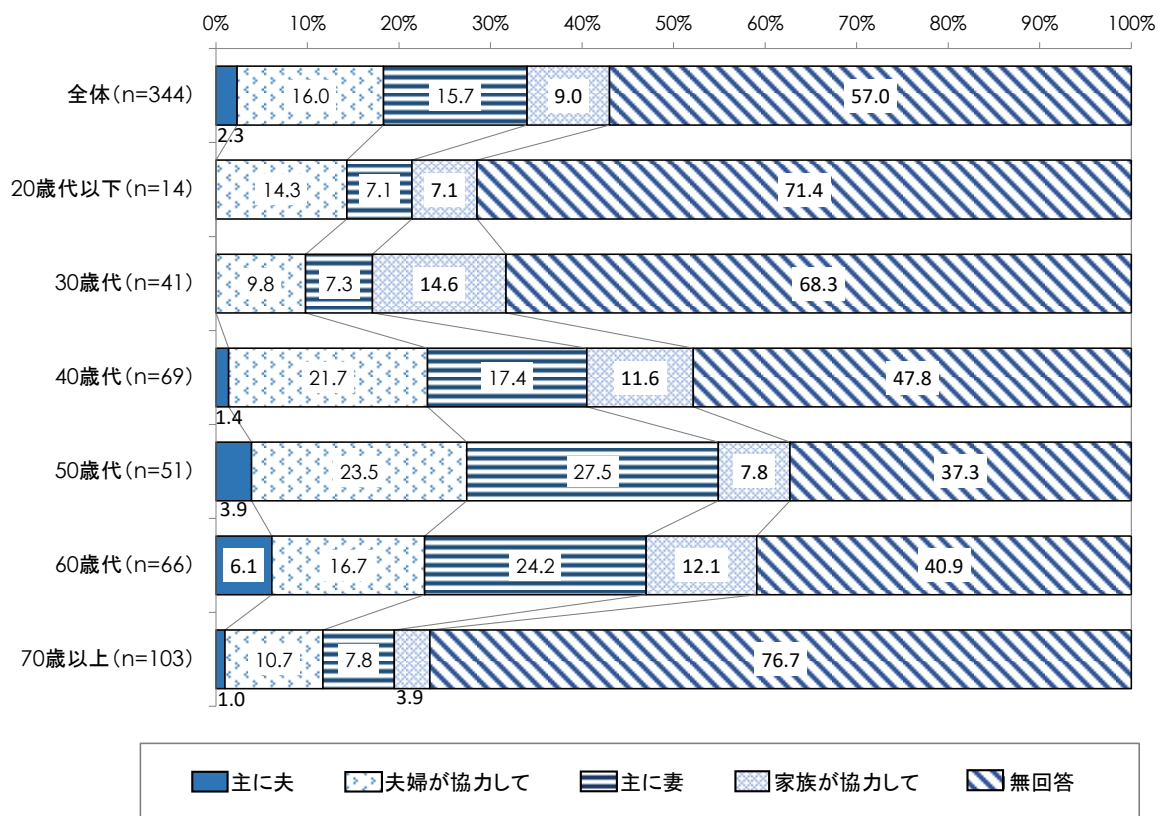 0% 10% 20% 30% 40% 50% 60% 70% 80% 90% 100%
全体(n=344) 16.0 15.7 9.0 57.0
2.3
20歳代以下(n=14) 14.3 7.1 7.1 71.4
30歳代(n=41) 9.8 7.3 14.6 68.3
40歳代(n=69) 21.7 17.4 11.6 47.8
1.4
50歳代(n=51) 23.5 27.5 7.8 37.3
3.9
60歳代(n=66) 6.1 16.7 24.2 12.1 40.9
70歳以上(n=103) 10.7 7.8 76.7
1.0 3.9
主に夫 夫婦が協力して 主に妻 家族が協力して 無回答